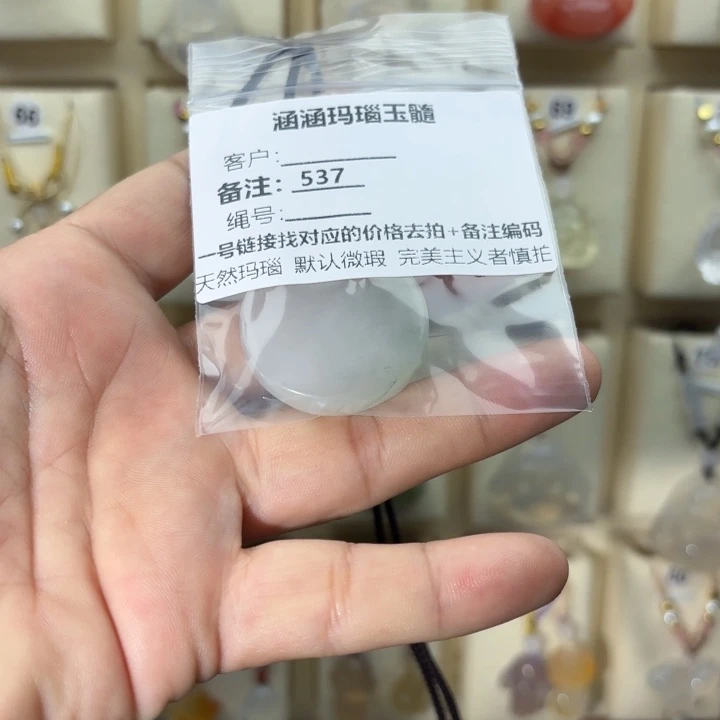 涵涵玛瑙玉髓
客户:
备注: 537
绳号:
一号链接找对应的价格去拍+备注编码
天然玛瑙 默认微瑕 完美主义者慎拍
66
69